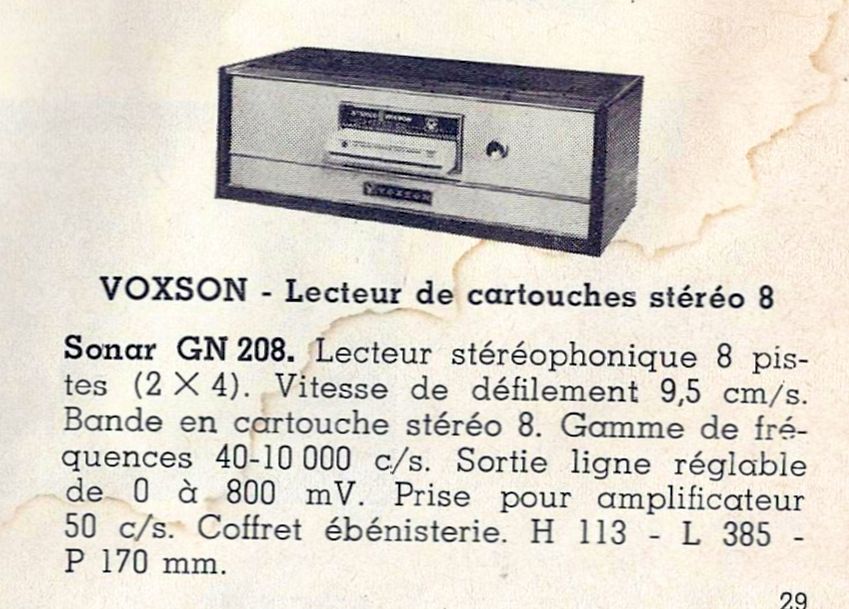 VOXSON
VOXSON - Lecteur de cartouches stéréo 8
Sonar GN 208. Lecteur stéréophonique 8 pis-
tes (2 X 4). Vitesse de défilement 9,5 cm/s.
Bande en cartouche stéréo 8. Gamme de fré-
quences 40-10 000 c/s. Sortie ligne réglable
de 0 à 800 mV. Prise pour amplificateur
50 c/s. Coffret ébénisterie. H 113 - L 385 -
P 170 mm.
29